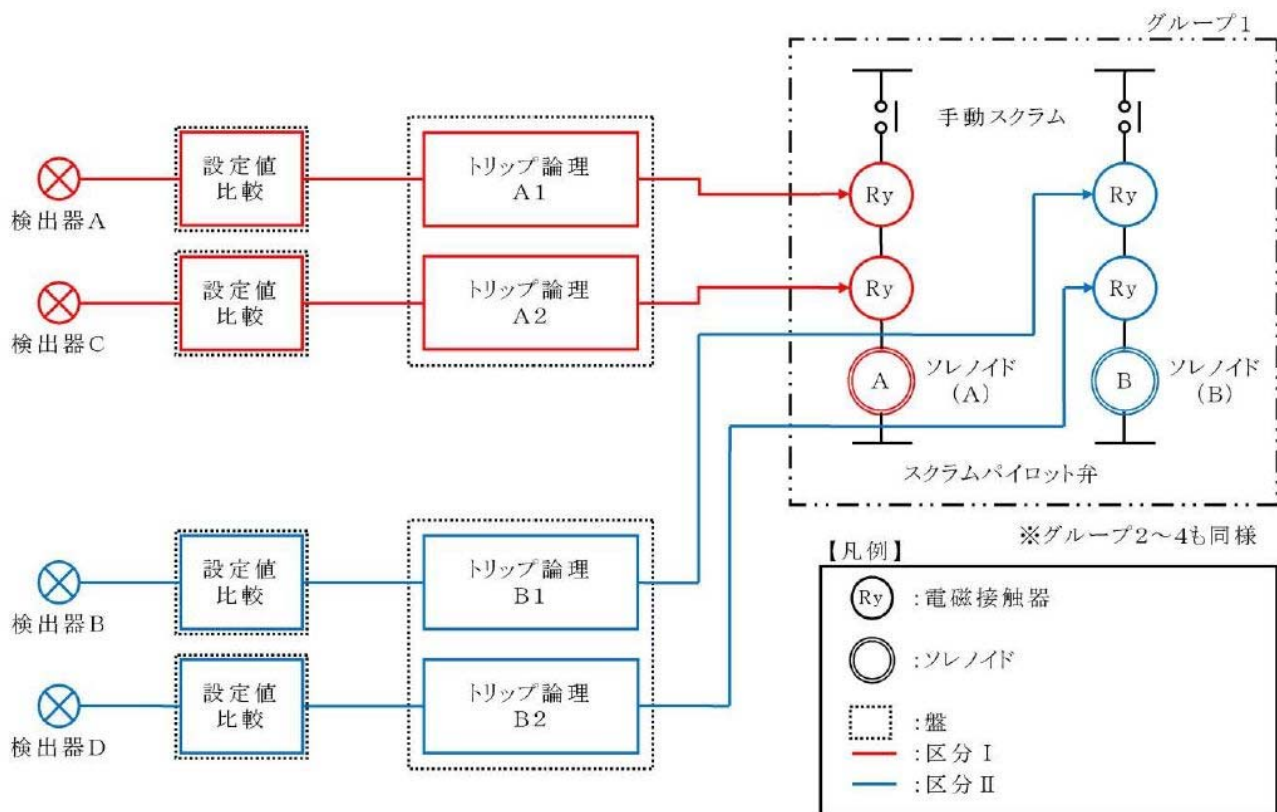 グループ1
手動スクラム
設定値
比較
トリップ論理
A1
Ry
Ry
検出器A
設定値
比較
トリップ論理
A2
Ry
Ry
検出器C
A
ソレノイド
(A)
B
ソレノイド
(B)
スクラムパイロット弁
※グループ2～4も同様
設定値
比較
トリップ論理
B1
検出器B
設定値
比較
トリップ論理
B2
検出器D
【凡例】
Ry
:電磁接触器
:ソレノイド
:盤
:区分Ⅰ
:区分Ⅱ